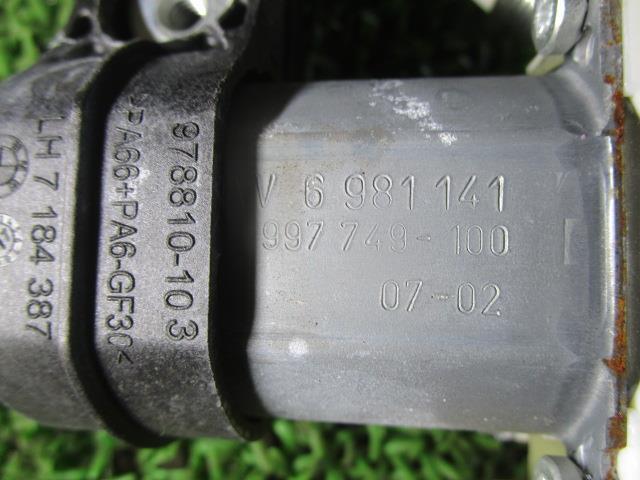 V 6 981 141
997 749-100
07-02
978810-10 3
>PA66+PA6-GF30<
LH 7 184 387